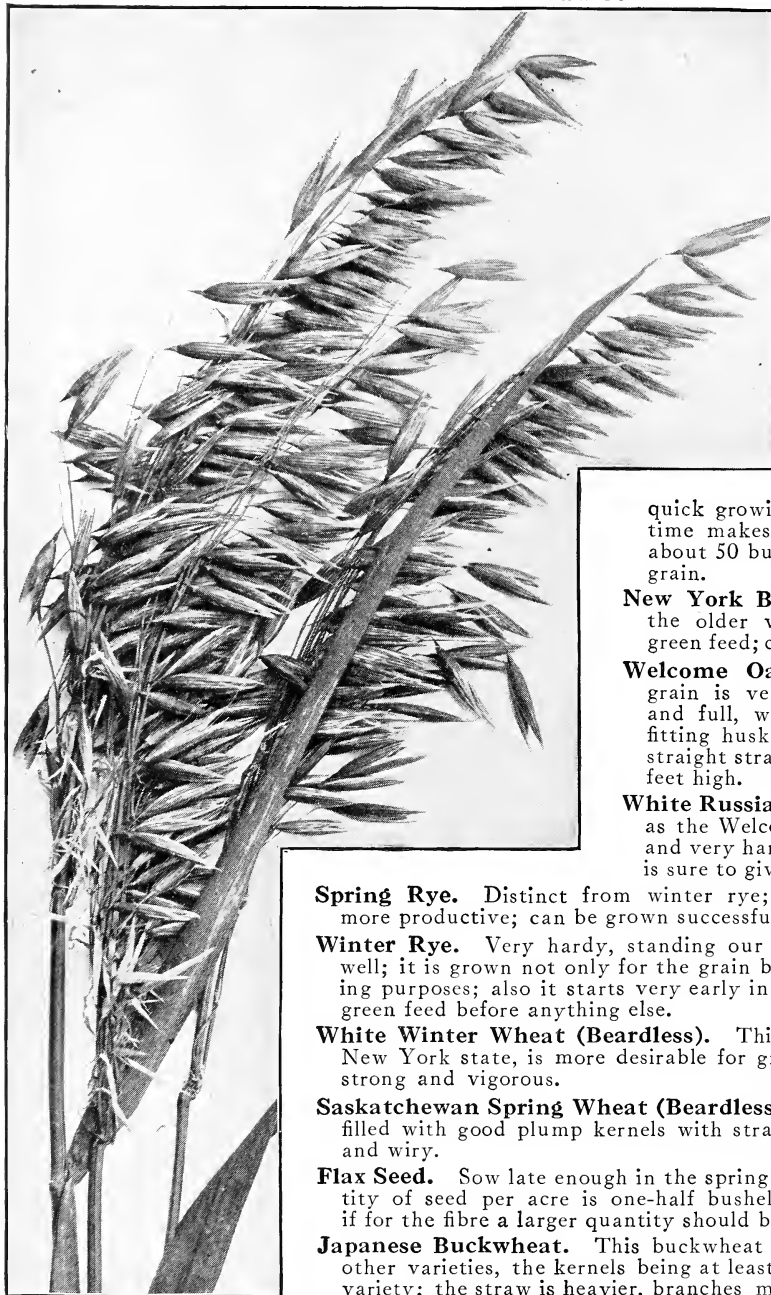 quick growi
time makes
about 50 bu
grain.
New York B
the older v
green feed; c
Welcome Oa
grain is ve
and full, w
fitting husk
straight stra
feet high.
White Russia
as the Welco
and very har
is sure to giv
Spring Rye. Distinct from winter rye;
more productive; can be grown successfu
Winter Rye. Very hardy, standing our
well; it is grown not only for the grain b
ing purposes; also it starts very early in
green feed before anything else.
White Winter Wheat (Beardless). Thi
New York state, is more desirable for g
strong and vigorous.
Saskatchewan Spring Wheat (Beardless
filled with good plump kernels with stra
and wiry.
Flax Seed. Sow late enough in the spring
tity of seed per acre is one-half bushel
if for the fibre a larger quantity should b
Japanese Buckwheat. This buckwheat
other varieties, the kernels being at least
variety; the straw is heavier, branches m